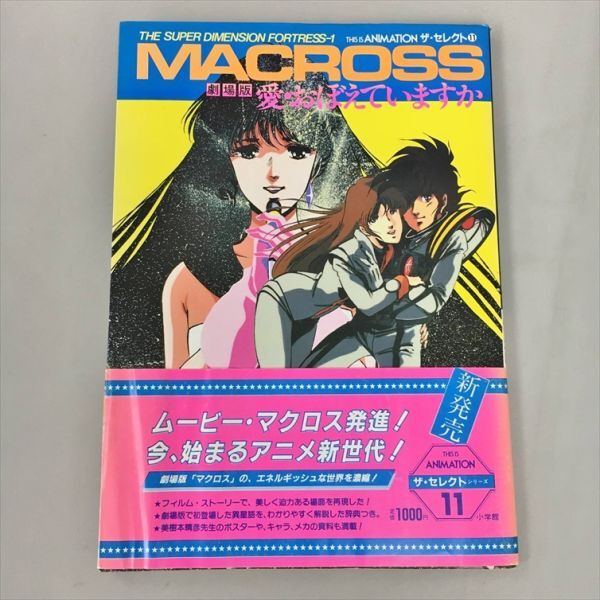 THE SUPER DIMENSION FORTRESS-1
THIS IS ANIMATION ザ・セレクト 11
MACROSS
劇場版 愛・おぼえていますか
新発売
ムービー・マクロス発進!
今、始まるアニメ新世代!
劇場版「マクロス」の、エネルギッシュな世界を濃縮!
★フィルム・ストーリーで、美しく迫力ある場面を再現した!
★劇場版で初登場した異星語を、わかりやすく解説した辞典つき。
★美樹本晴彦先生のポスターや、キャラ、メカの資料も満載!
THIS IS
ANIMATION
ザ・セレクトシリーズ
11
定価 1000円
小学館